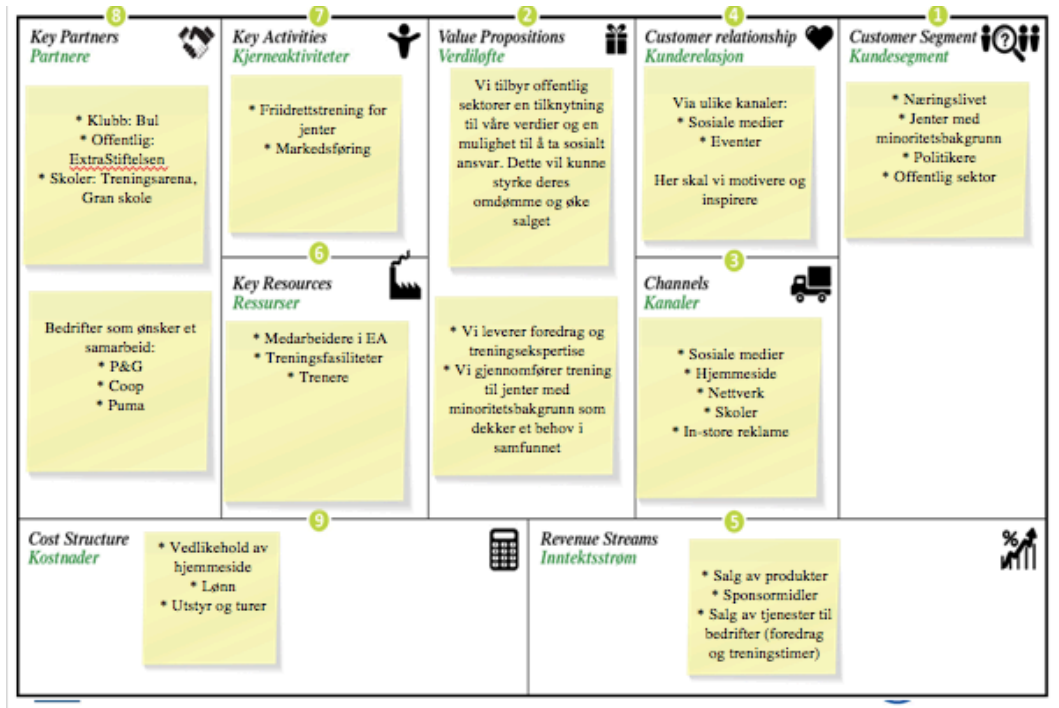 8
Key Partners
Partnere
* Klubb: Bul
* Offentlig:
ExtraStiftelsen
* Skoler: Treningsarena,
Gran skole
Bedrifter som ønsker et
samarbeid:
* P&G
* Coop
* Puma
7
Key Activities
Kjerneaktiviteter
* Friidrettstrening for
jenter
* Markedsføring
6
Key Resources
Ressurser
* Medarbeidere i EA
* Treningsfasiliteter
* Trenere
2
Value Propositions
Verdiløfte
Vi tilbyr offentlig
sektorer en tilknytning
til våre verdier og en
mulighet til å ta sosialt
ansvar. Dette vil kunne
styrke deres
omdømme og øke
salget
* Vi leverer foredrag og
treningsekspertise
* Vi gjennomfører trening
til jenter med
minoritetsbakgrunn som
dekker et behov i
samfunnet
4
Customer relationship
Kunderelasjon
Via ulike kanaler:
* Sosiale medier
* Eventer
Her skal vi motivere og
inspirere
3
Channels
Kanaler
* Sosiale medier
* Hjemmeside
* Nettverk
* Skoler
* In-store reklame
1
Customer Segment
Kundesegment
?
* Næringslivet
* Jenter med
minoritetsbakgrunn
* Politikere
* Offentlig sektor
9
Cost Structure
Kostnader
* Vedlikehold av
hjemmeside
* Lønn
* Utstyr og turer
5
Revenue Streams
Inntektsstrøm
%
* Salg av produkter
* Sponsormidler
* Salg av tjenester til
bedrifter (foredrag
og treningstimer)